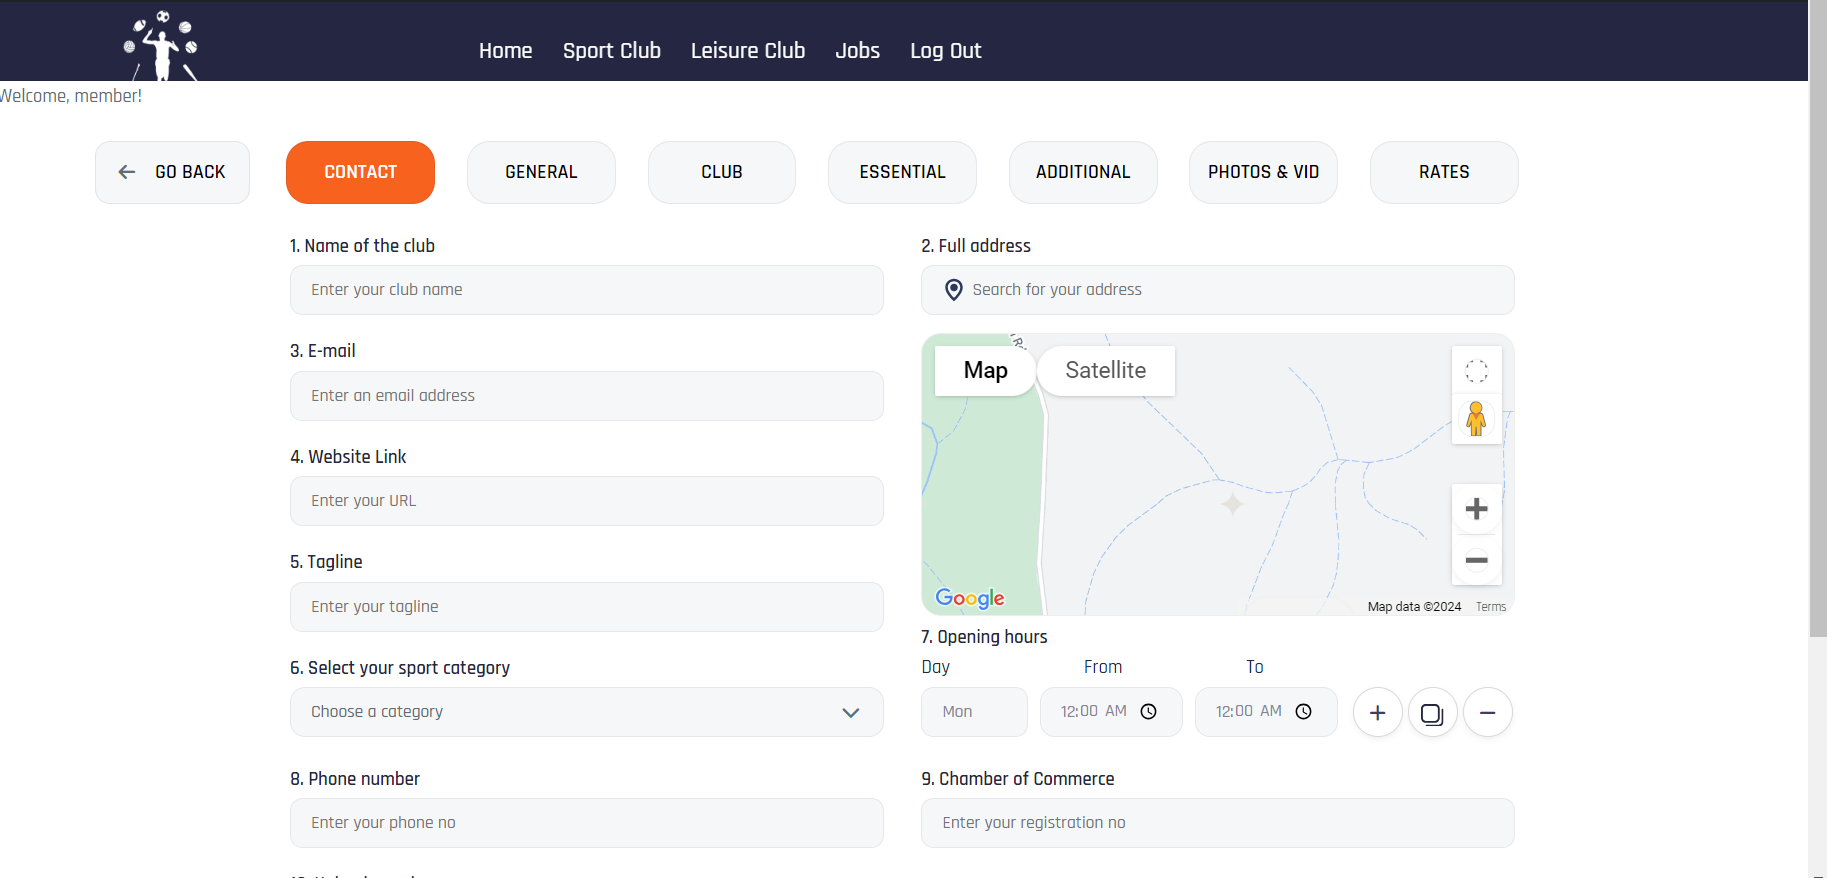 Home Sport Club Leisure Club Jobs Log Out
Welcome, member!
GO BACK CONTACT GENERAL CLUB ESSENTIAL ADDITIONAL PHOTOS & VID RATES
1. Name of the club
Enter your club name
2. Full address
Search for your address
3. E-mail
Enter an email address
Map Satellite
4. Website Link
Enter your URL
5. Tagline
Enter your tagline
Google
Map data ©2024 Terms
6. Select your sport category
Choose a category
7. Opening hours
Day From To
Mon 12:00 AM 12:00 AM
8. Phone number
Enter your phone no
9. Chamber of Commerce
Enter your registration no